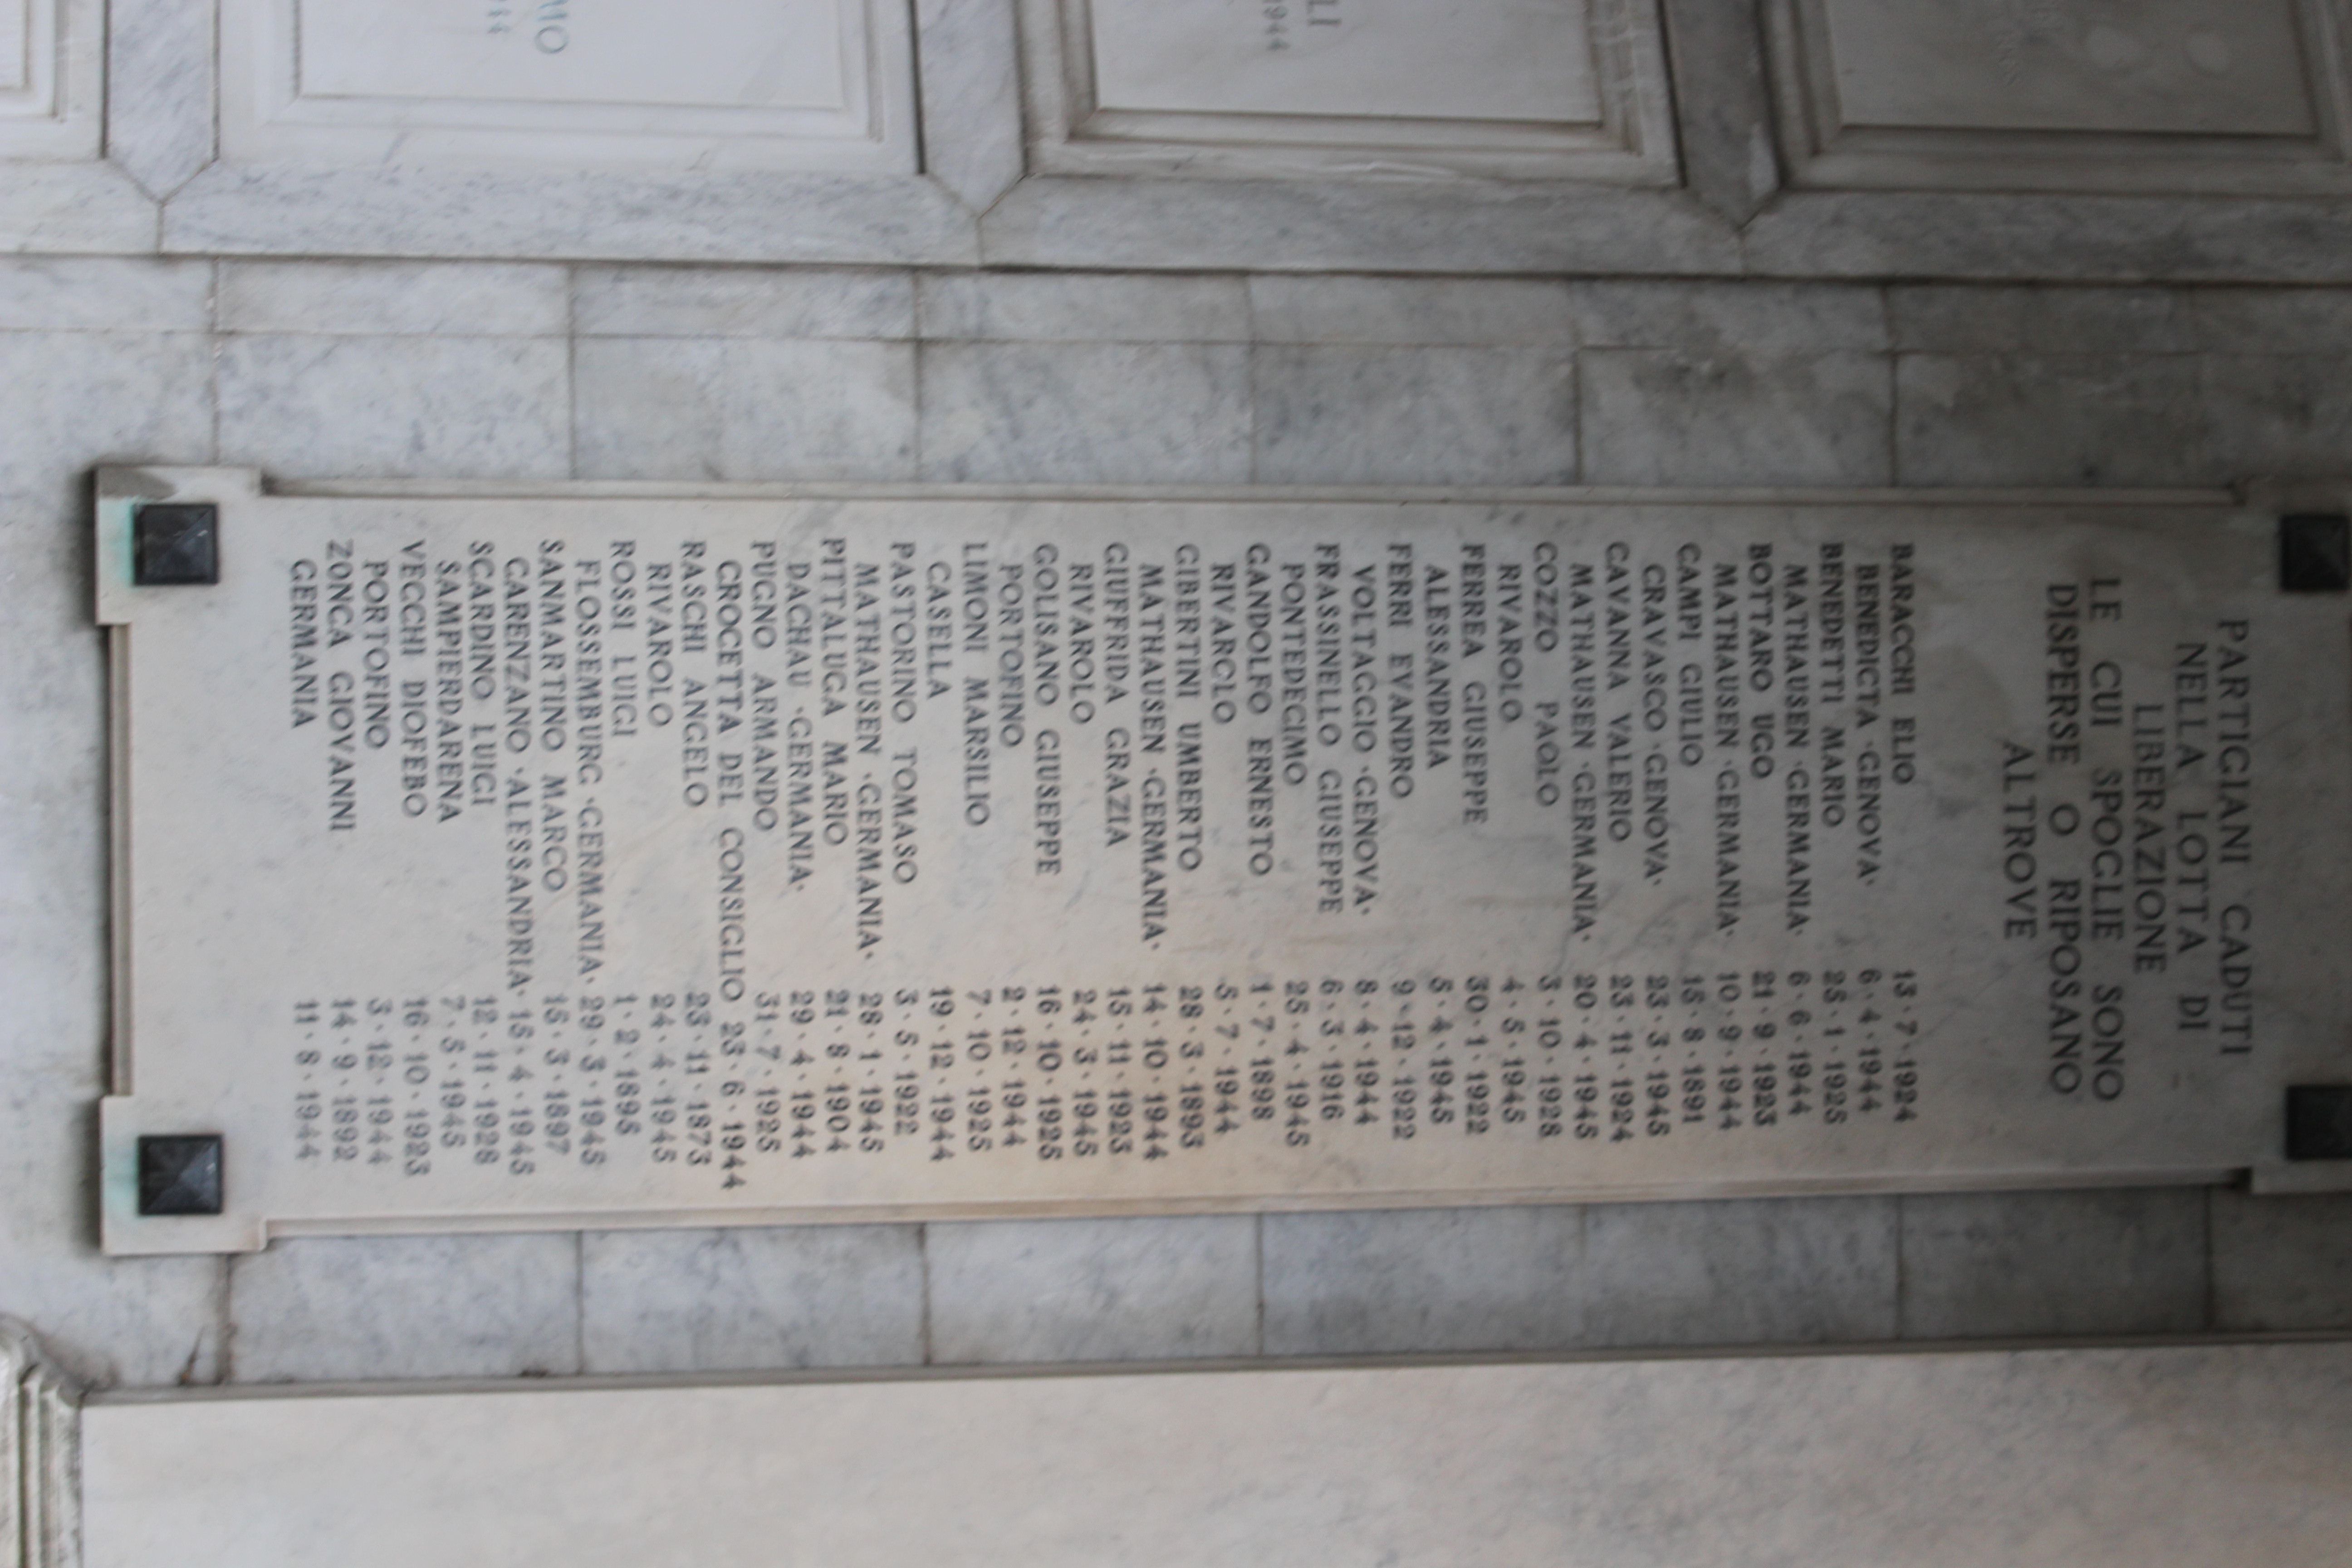 PARTIGIANI CADUTI
NELLA LOTTA DI
LIBERAZIONE
LE CUI SPOGLIE SONO
DISPERSE O RIPOSANO
ALTROVE
BARACCHI ELIO 13·7·1924
BENEDICTA·GENOVA· 6·4·1944
BENEDETTI MARIO 25·1·1925
MATHAUSEN·GERMANIA· 6·6·1944
BOTTARO UGO 21·9·1923
MATHAUSEN·GERMANIA· 10·9·1944
CAMPI GIULIO 15·8·1891
CRAVASCO·GENOVA· 23·3·1945
CAVANNA VALERIO 23·11·1924
MATHAUSEN·GERMANIA· 20·4·1945
COZZO PAOLO 3·10·1928
RIVAROLO 4·5·1945
FERREA GIUSEPPE 30·1·1922
ALESSANDRIA 5·4·1945
FERRI EVANDRO 9·12·1922
VOLTAGGIO·GENOVA· 8·4·1944
FRASSINELLO GIUSEPPE 6·3·1916
PONTEDECIMO 25·4·1945
GANDOLFO ERNESTO 1·7·1898
RIVAROLO 5·7·1944
GIBERTINI UMBERTO 28·3·1893
MATHAUSEN·GERMANIA· 14·10·1944
GIUFFRIDA GRAZIA 15·11·1923
RIVAROLO 24·3·1945
GOLISANO GIUSEPPE 16·10·1925
PORTOFINO 2·12·1944
LIMONI MARSILIO 7·10·1925
CASELLA 19·12·1944
PASTORINO TOMASO 3·5·1922
MATHAUSEN·GERMANIA· 28·1·1945
PITTALUGA MARIO 21·8·1904
DACHAU·GERMANIA· 29·4·1944
PUGNO ARMANDO 31·7·1925
CROCETTA DEL CONSIGLIO 23·6·1944
RASCHI ANGELO 23·11·1873
RIVAROLO 24·4·1945
ROSSI LUIGI 1·2·1895
FLOSSEMBURG·GERMANIA· 29·3·1945
SANMARTINO MARCO 15·3·1897
CARENZANO·ALESSANDRIA· 15·4·1945
SCARDINO LUIGI 12·11·1928
SAMPIERDARENA 7·5·1945
VECCHI DIOFEBO 16·10·1923
PORTOFINO 3·12·1944
ZONCA GIOVANNI 14·9·1892
GERMANIA 11·8·1944